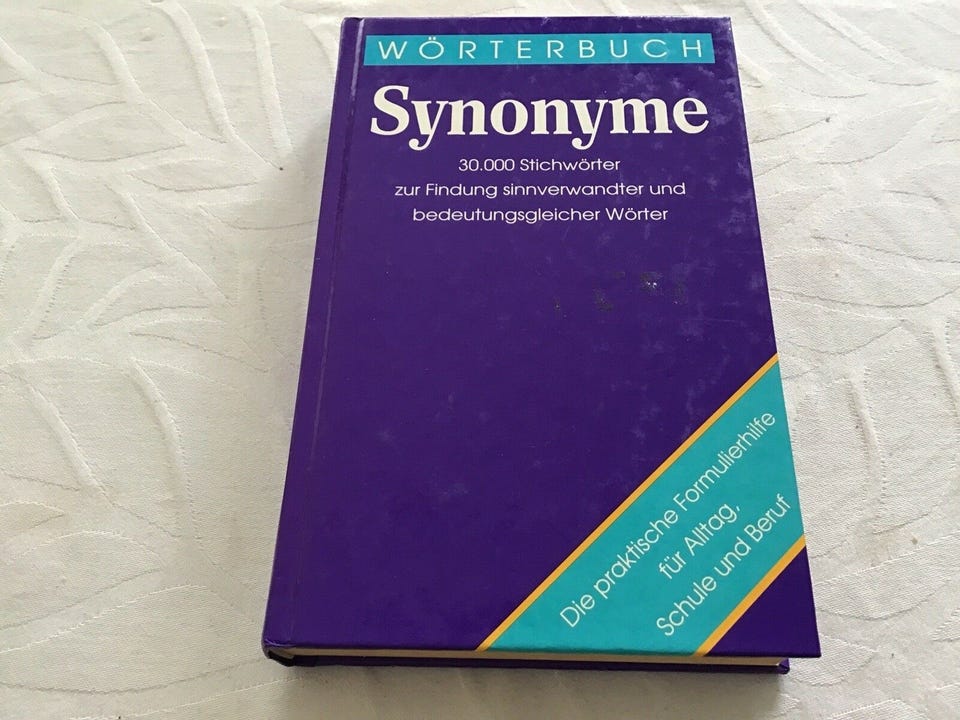 WÖRTERBUCH
Synonyme
30.000 Stichwörter
zur Findung sinnverwandter und
bedeutungsgleicher Wörter
Die praktische Formulierhilfe
für Alltag,
Schule und Beruf